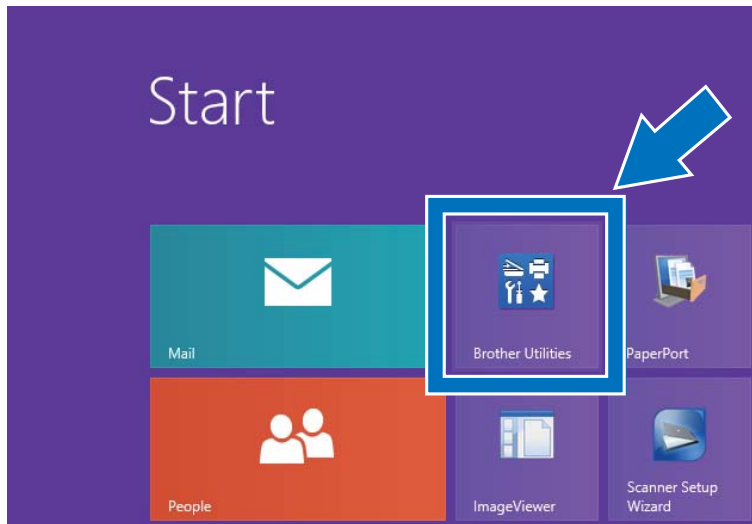 Start
Mail
Brother Utilities
PaperPort
People
ImageViewer
Scanner Setup
Wizard